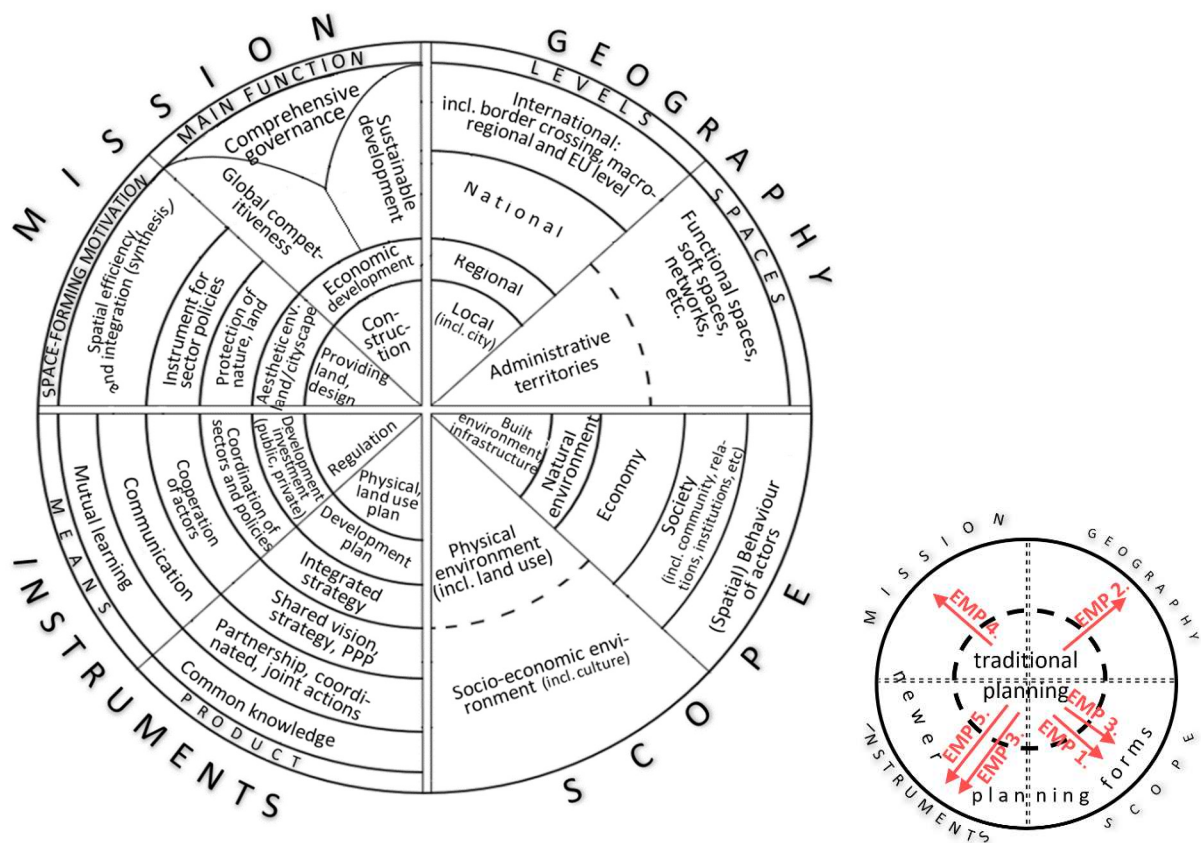 MISSION
MAIN FUNCTION
Comprehensive
governance
Sustainable
development
Global compet-
itiveness
Economic
development
Con-
struc-
tion
SPACE-FORMING MOTIVATION
Spatial efficiency,
and integration (synthesis)
Instrument for
sector policies
Protection of
nature, land
Aesthetic env.
land/cityscape
Providing
land,
design
GEOGRAPHY
LEVELS
International:
incl. border crossing, macro-
regional and EU level
National
Regional
Local
(incl. city)
SPACES
Functional spaces,
soft spaces,
networks,
etc.
Administrative
territories
INSTRUMENTS
MEANS
Mutual learning
Communication
Cooperation
of actors
Coordination of
sectors and policies
Development
investment
(public, private)
Regulation
Physical,
land use
plan
Development
plan
Integrated
strategy
Shared vision,
strategy, PPP
Partnership, coordi-
nated, joint actions
Common knowledge
PRODUCT
SCOPE
Built
environment,
infrastructure
Natural
environment
Economy
Society
(incl. community, rela-
tions, institutions, etc)
(Spatial) Behaviour
of actors
Physical
environment
(incl. land use)
Socio-economic envi-
ronment (incl. culture)
MISSION
GEOGRAPHY
EMP 4.
EMP 2.
traditional
planning
EMP 5.
EMP 3.
EMP 1.
EMP 3.
newer
planning forms
INSTRUMENTS
SCOPE